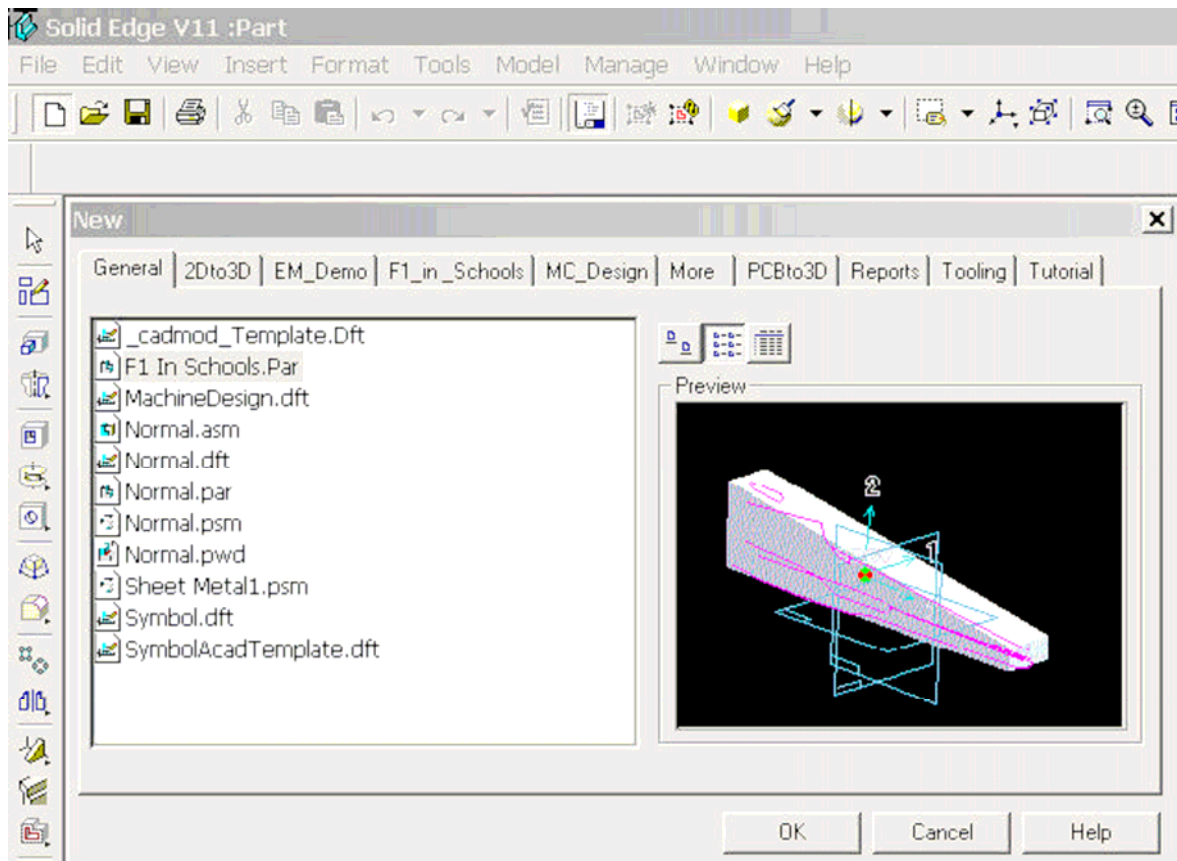 Solid Edge V11 :Part
File Edit View Insert Format Tools Model Manage Window Help
New
General 2Dto3D EM_Demo F1_in_Schools MC_Design More PCBto3D Reports Tooling Tutorial
_cadmod_Template.Dft
F1 In Schools.Par
MachineDesign.dft
Normal.asm
Normal.dft
Normal.par
Normal.psm
Normal.pwd
Sheet Metal1.psm
Symbol.dft
SymbolAcadTemplate.dft
Preview
2
1
OK Cancel Help